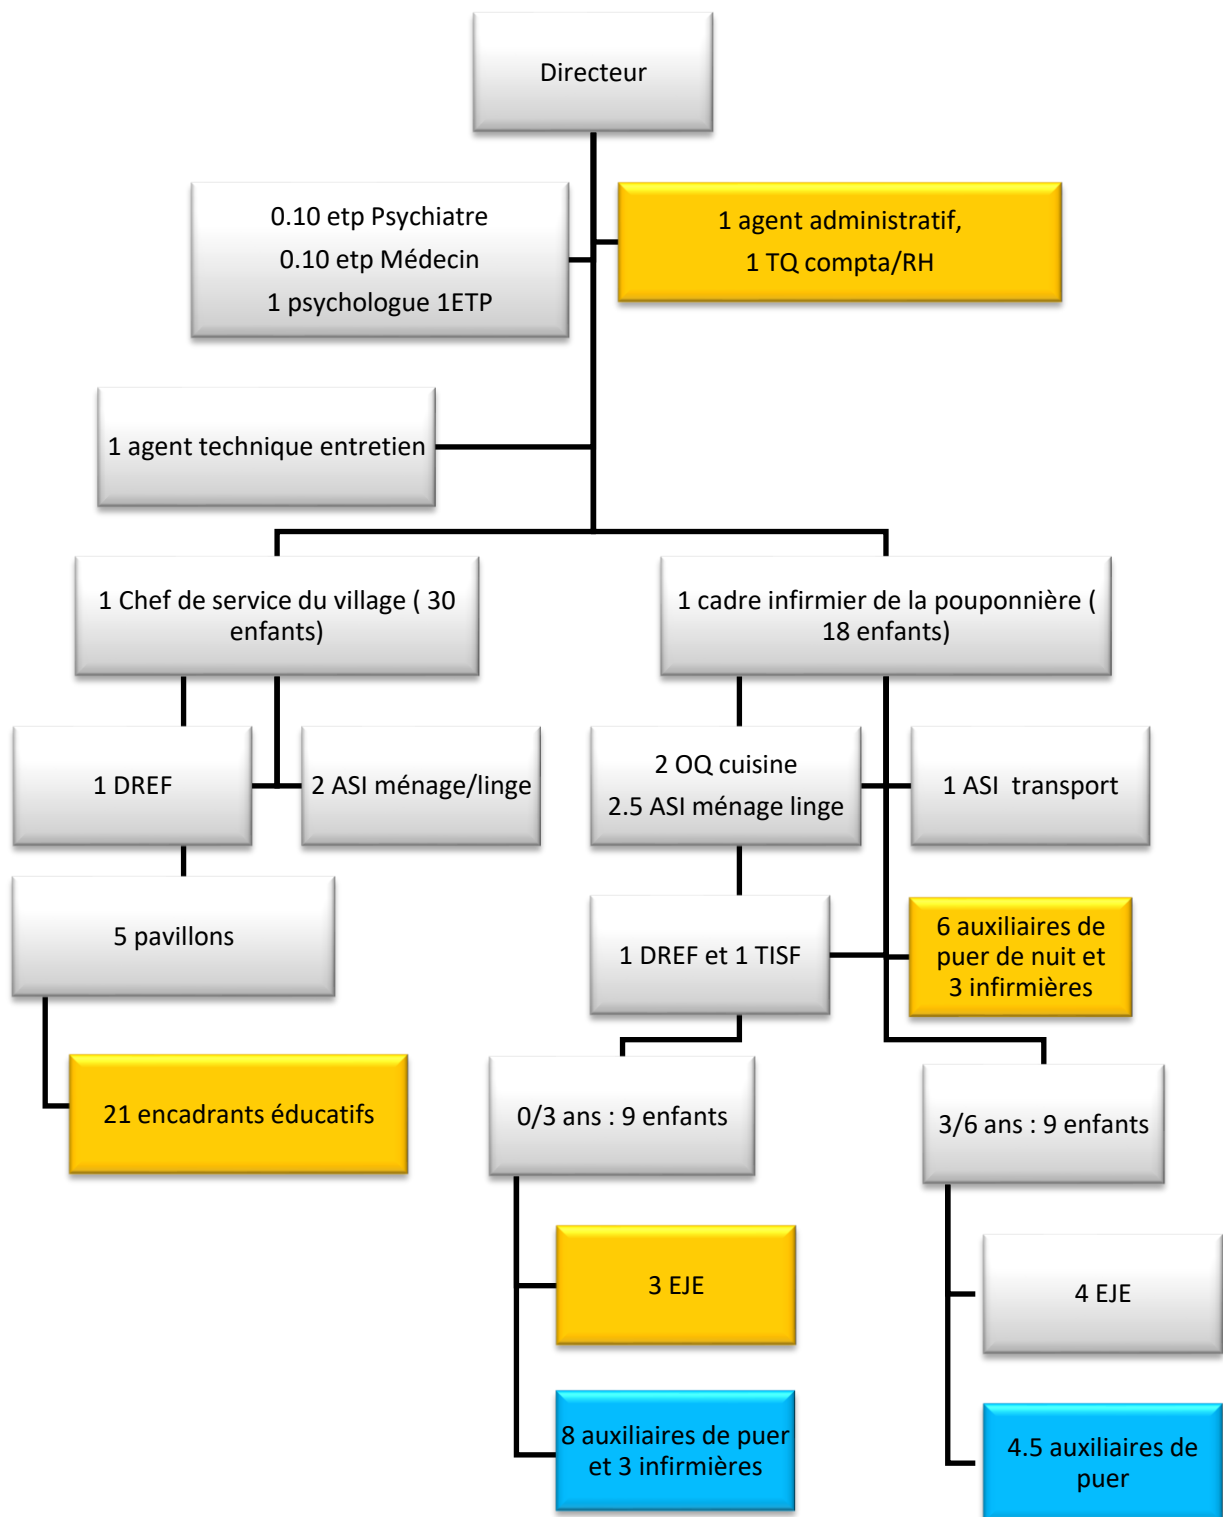 Directeur
0.10 etp Psychiatre
0.10 etp Médecin
1 psychologue 1ETP
1 agent administratif,
1 TQ compta/RH
1 agent technique entretien
1 Chef de service du village ( 30
enfants)
1 cadre infirmier de la pouponnière (
18 enfants)
1 DREF
2 ASI ménage/linge
2 OQ cuisine
2.5 ASI ménage linge
1 ASI  transport
5 pavillons
1 DREF et 1 TISF
6 auxiliaires de
puer de nuit et
3 infirmières
21 encadrants éducatifs
0/3 ans : 9 enfants
3/6 ans : 9 enfants
3 EJE
4 EJE
8 auxiliaires de puer
et 3 infirmières
4.5 auxiliaires de
puer